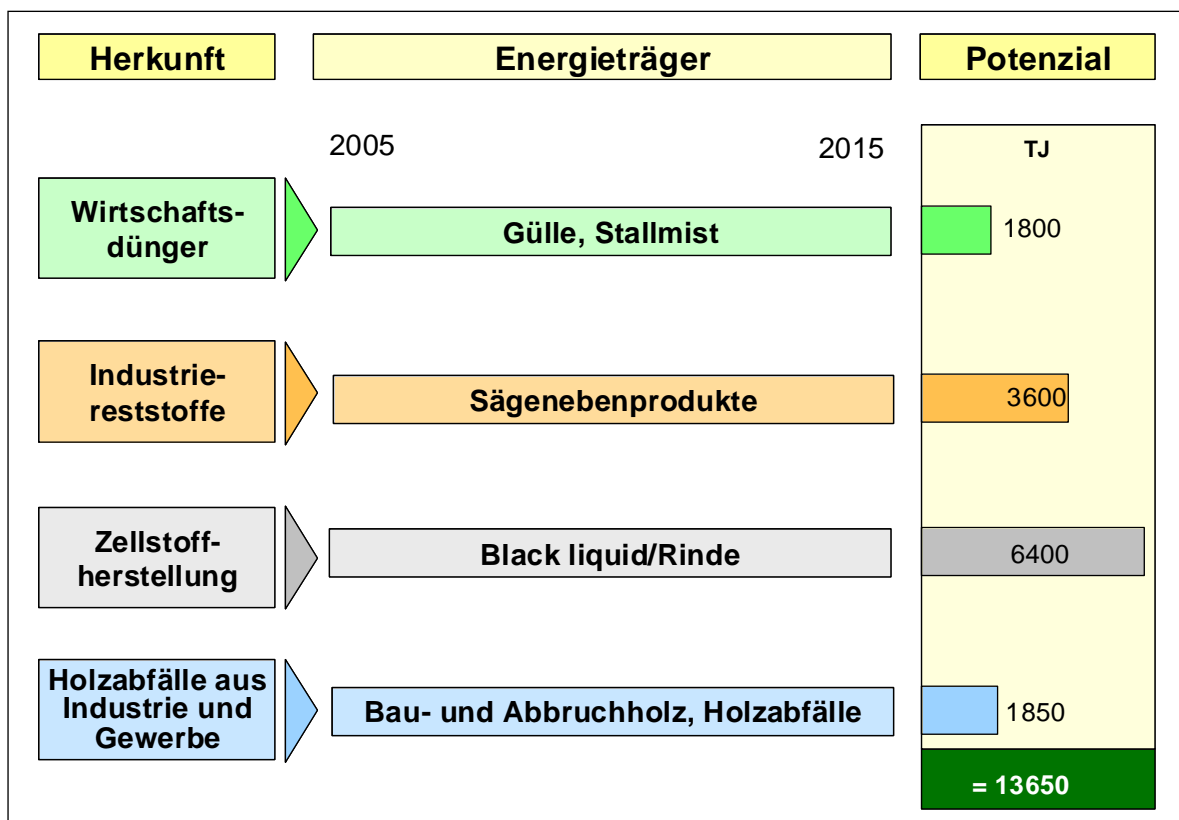 Herkunft
Energieträger
Potenzial
2005
2015
TJ
Wirtschafts-
dünger
Gülle, Stallmist
1800
Industrie-
reststoffe
Sägenebenprodukte
3600
Zellstoff-
herstellung
Black liquid/Rinde
6400
Holzabfälle aus
Industrie und
Gewerbe
Bau- und Abbruchholz, Holzabfälle
1850
= 13650